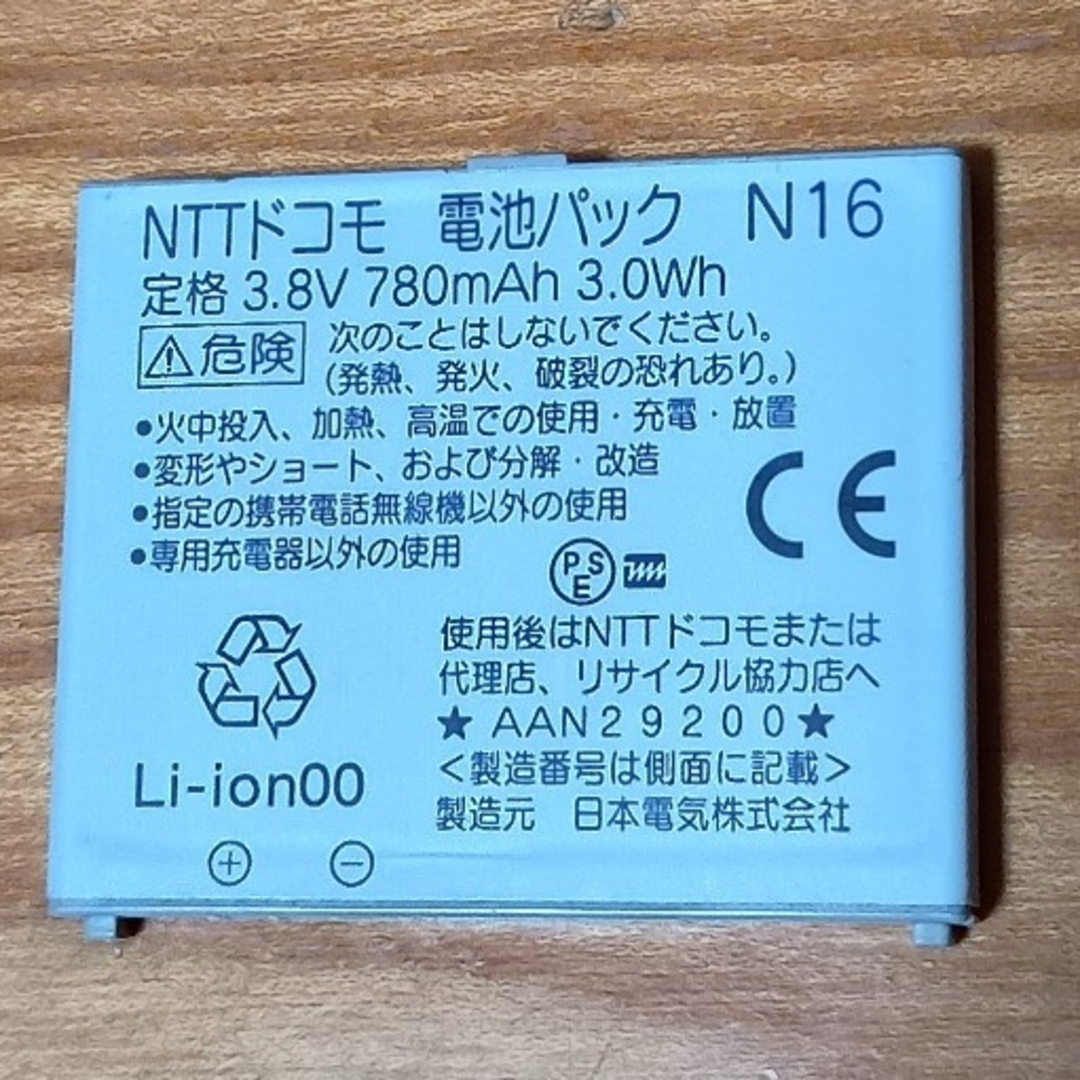 NTTドコモ 電池パック N16
定格 3.8V 780mAh 3.0Wh
危険 次のことはしないでください。
(発熱、発火、破裂の恐れあり。)
●火中投入、加熱、高温での使用・充電・放置
●変形やショート、および分解・改造
●指定の携帯電話無線機以外の使用
●専用充電器以外の使用
CE
PSE
使用後はNTTドコモまたは
代理店、リサイクル協力店へ
★AAN29200★
<製造番号は側面に記載>
製造元 日本電気株式会社
Li-ion00
⊕ ⊖